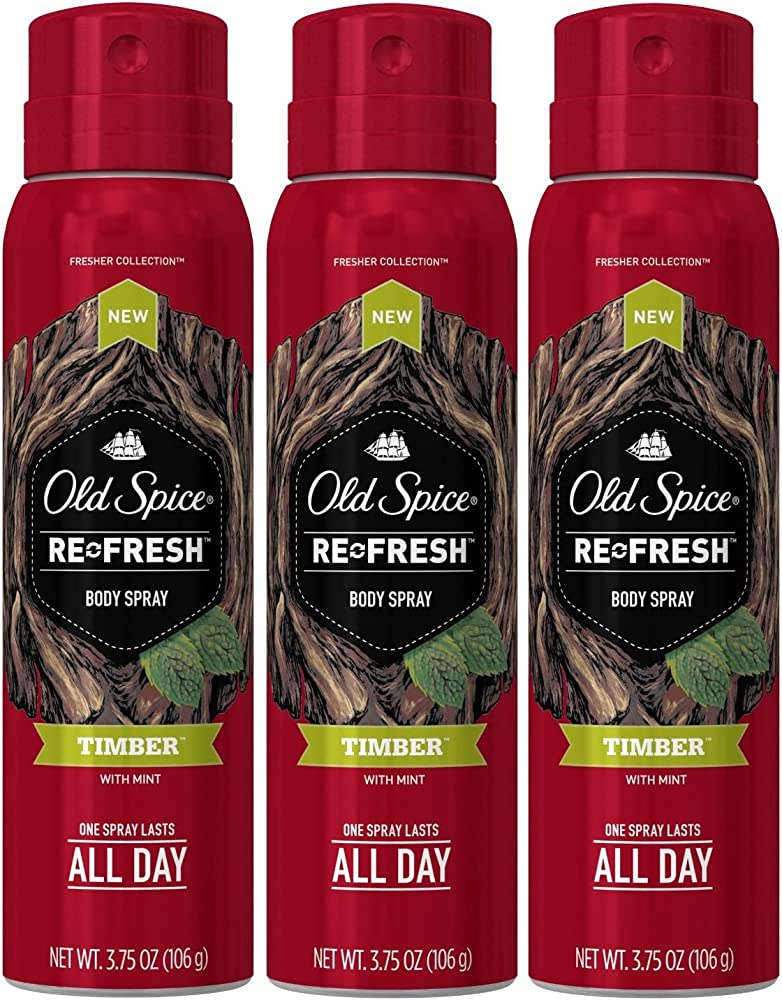 FRESHER COLLECTION™
NEW
Old Spice®
RE FRESH™
BODY SPRAY
TIMBER™
WITH MINT
ONE SPRAY LASTS
ALL DAY
NET WT. 3.75 OZ (106 g)
FRESHER COLLECTION™
NEW
Old Spice®
RE FRESH™
BODY SPRAY
TIMBER™
WITH MINT
ONE SPRAY LASTS
ALL DAY
NET WT. 3.75 OZ (106 g)
FRESHER COLLECTION™
NEW
Old Spice®
RE FRESH™
BODY SPRAY
TIMBER™
WITH MINT
ONE SPRAY LASTS
ALL DAY
NET WT. 3.75 OZ (106 g)